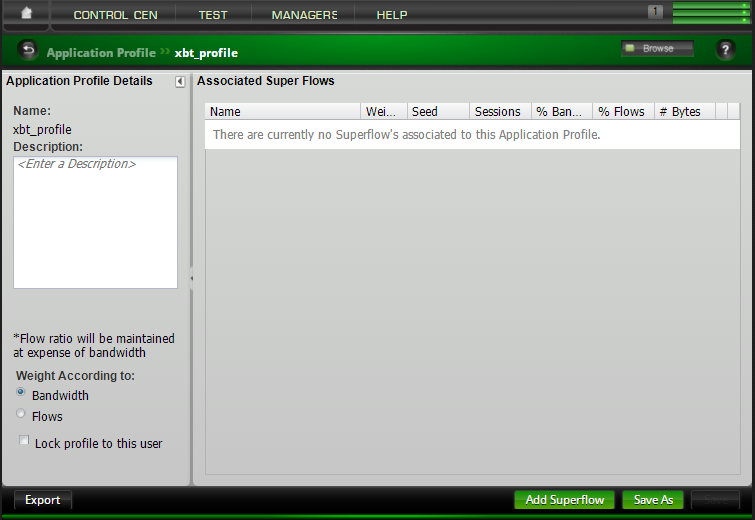 CONTROL CEN TEST MANAGERS HELP 1
Application Profile >> xbt_profile Browse ?
Application Profile Details
Name:
xbt_profile
Description:
<Enter a Description>
*Flow ratio will be maintained
at expense of bandwidth
Weight According to:
Bandwidth
Flows
Lock profile to this user
Associated Super Flows
Name Wei... Seed Sessions % Ban... % Flows # Bytes
There are currently no Superflow's associated to this Application Profile.
Export Add Superflow Save As Save